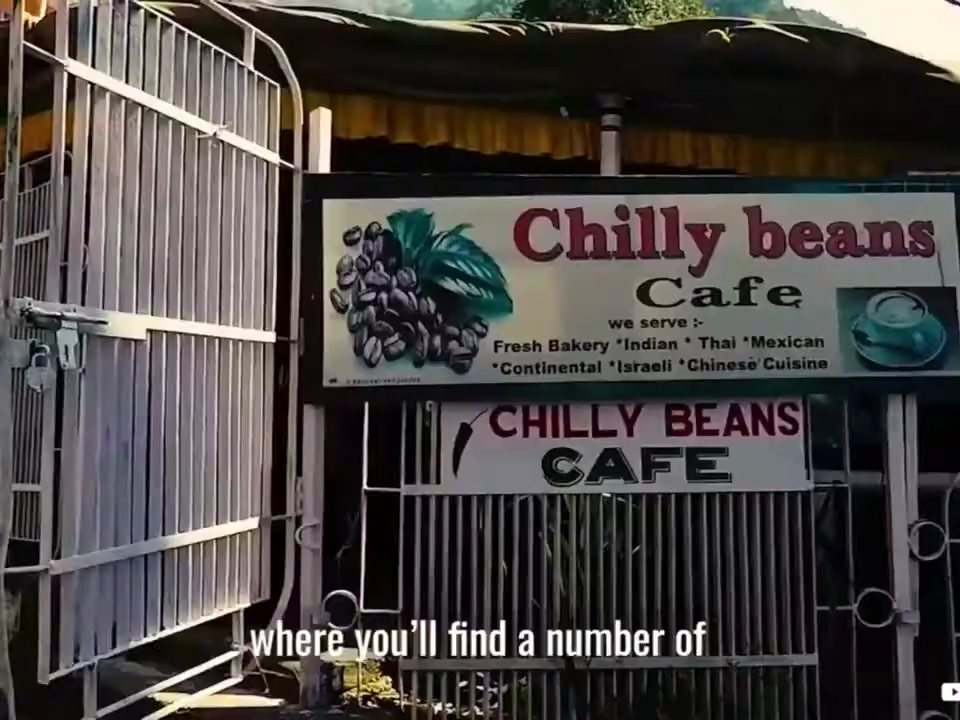 Chilly beans
Cafe
we serve :-
Fresh Bakery *Indian * Thai *Mexican
*Continental *Israeli *Chinese Cuisine
CHILLY BEANS
CAFE
where you'll find a number of